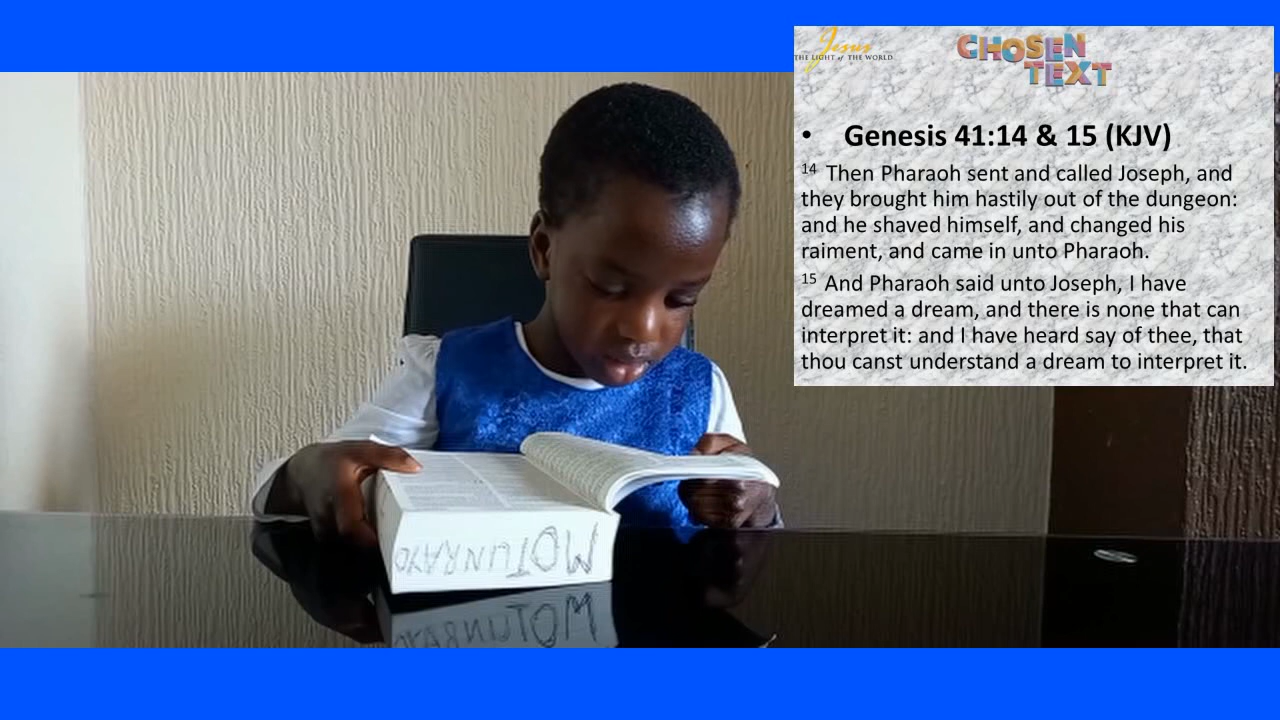 Jesus
THE LIGHT of THE WORLD
CHOSEN
TEXT
• Genesis 41:14 & 15 (KJV)
14 Then Pharaoh sent and called Joseph, and
they brought him hastily out of the dungeon:
and he shaved himself, and changed his
raiment, and came in unto Pharaoh.
15 And Pharaoh said unto Joseph, I have
dreamed a dream, and there is none that can
interpret it: and I have heard say of thee, that
thou canst understand a dream to interpret it.
MOTUNRAYO